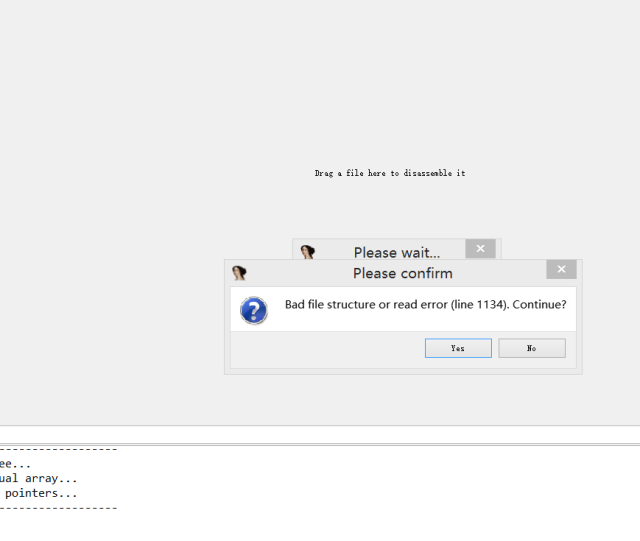 Drag a file here to disassemble it
Please wait...
Please confirm
Bad file structure or read error (line 1134). Continue?
Yes
No
------------------
ee...
ual array...
pointers...
------------------